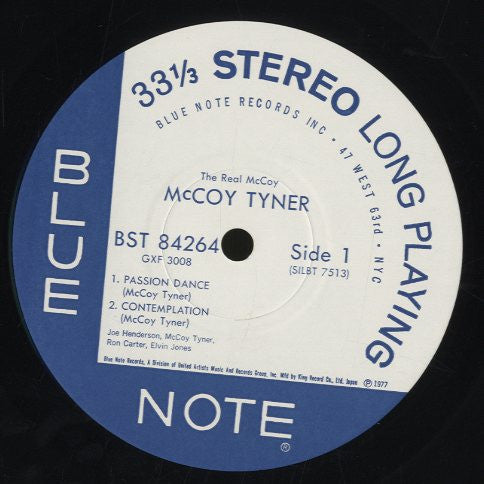 33⅓ STEREO LONG PLAYING
BLUE NOTE RECORDS INC • 47 WEST 63rd • NYC
The Real McCoy
McCOY TYNER
BST 84264
GXF 3008
Side 1
(SILBT 7513)
1. PASSION DANCE
(McCoy Tyner)
2. CONTEMPLATION
(McCoy Tyner)
Joe Henderson, McCoy Tyner,
Ron Carter, Elvin Jones
Blue Note Records, A Division of United Artists Music And Records Group, Inc. Mfd by King Record Co., Ltd. Japan ℗ 1977
BLUE
NOTE ®